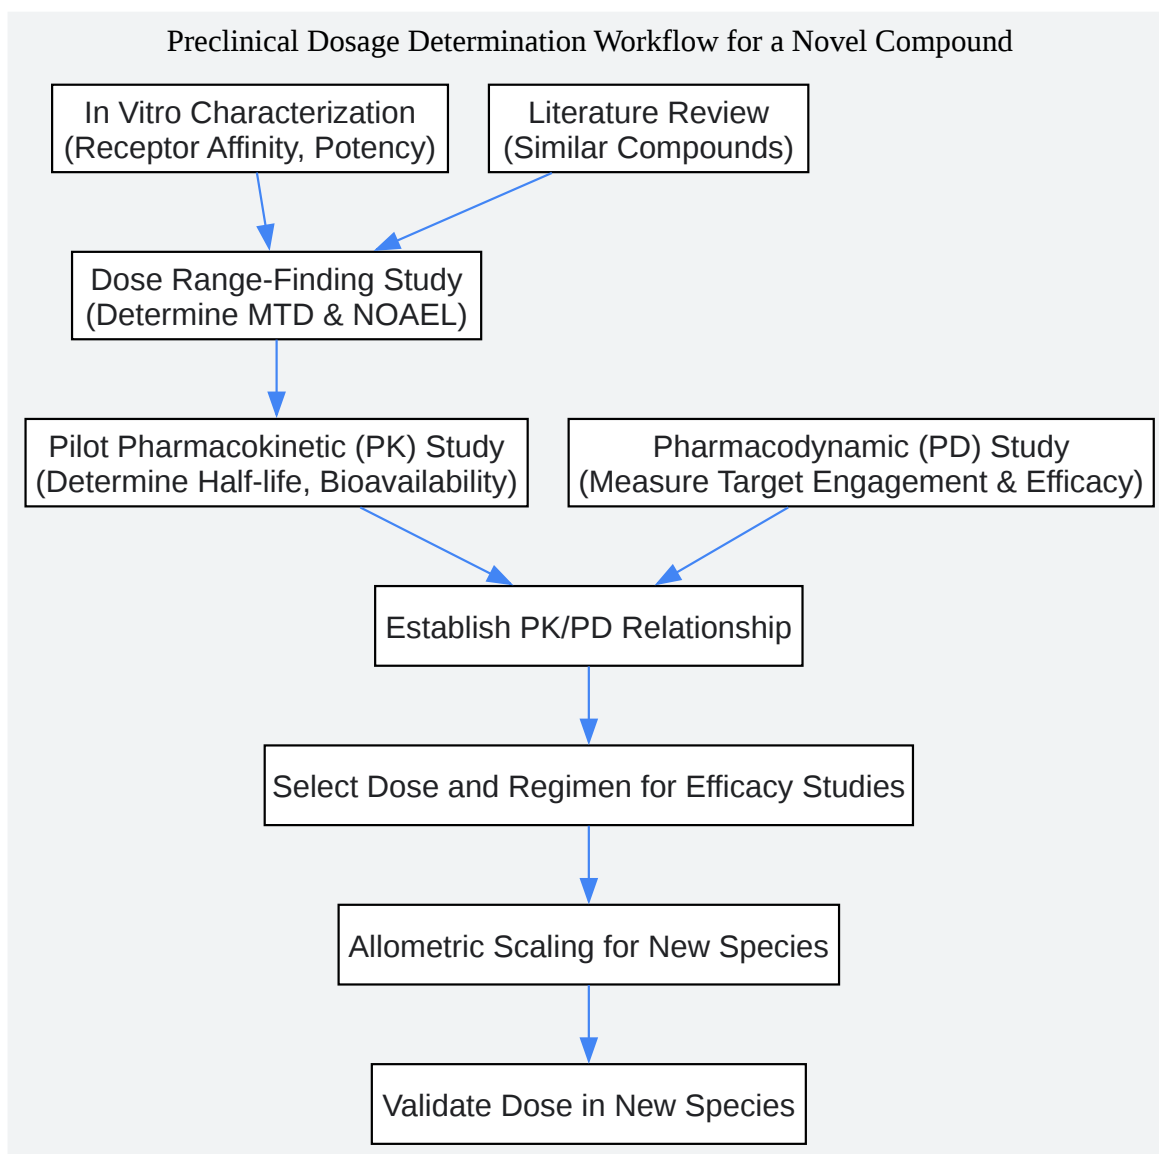 Preclinical Dosage Determination Workflow for a Novel Compound
In Vitro Characterization
(Receptor Affinity, Potency)
Literature Review
(Similar Compounds)
Dose Range-Finding Study
(Determine MTD & NOAEL)
Pilot Pharmacokinetic (PK) Study
(Determine Half-life, Bioavailability)
Pharmacodynamic (PD) Study
(Measure Target Engagement & Efficacy)
Establish PK/PD Relationship
Select Dose and Regimen for Efficacy Studies
Allometric Scaling for New Species
Validate Dose in New Species